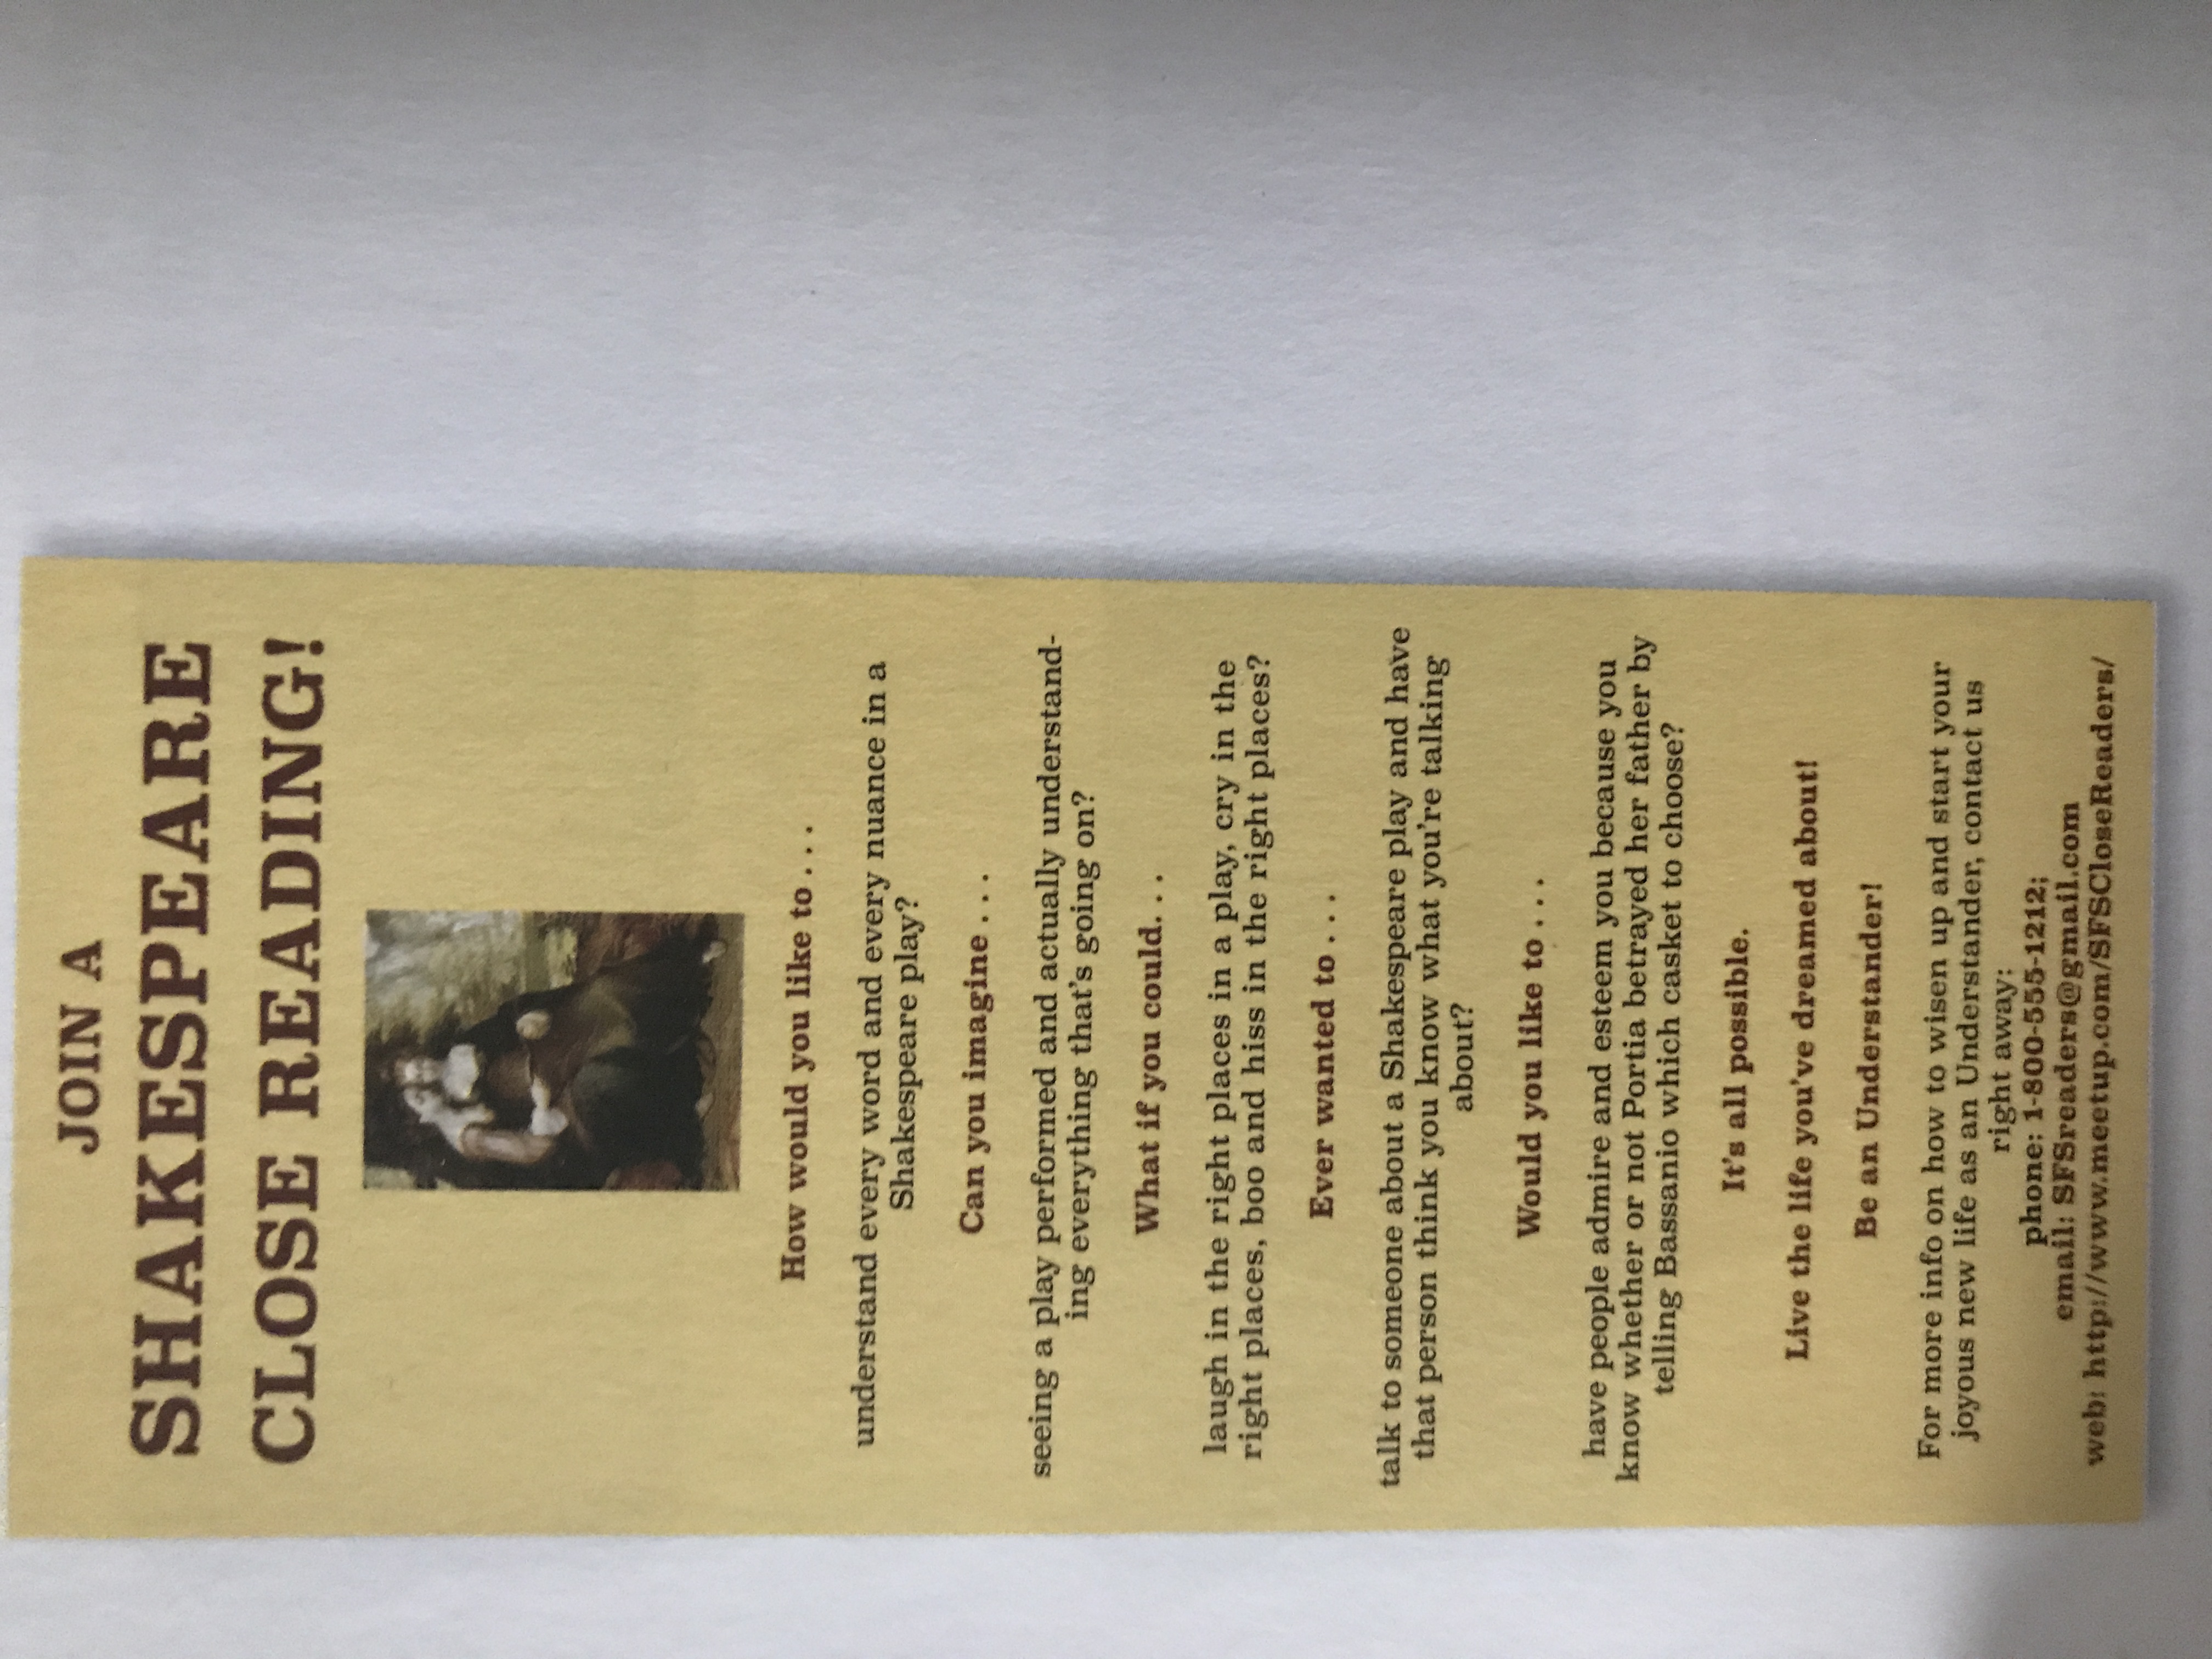 JOIN A
SHAKESPEARE
CLOSE READING!
How would you like to . . .
understand every word and every nuance in a
Shakespeare play?
Can you imagine . . .
seeing a play performed and actually understand-
ing everything that's going on?
What if you could. . .
laugh in the right places in a play, cry in the
right places, boo and hiss in the right places?
Ever wanted to . . .
talk to someone about a Shakespeare play and have
that person think you know what you're talking
about?
Would you like to . . .
have people admire and esteem you because you
know whether or not Portia betrayed her father by
telling Bassanio which casket to choose?
It's all possible.
Live the life you've dreamed about!
Be an Understander!
For more info on how to wisen up and start your
joyous new life as an Understander, contact us
right away:
phone: 1-800-555-1212;
email: SFSreaders@gmail.com
web: http://www.meetup.com/SFSCloseReaders/